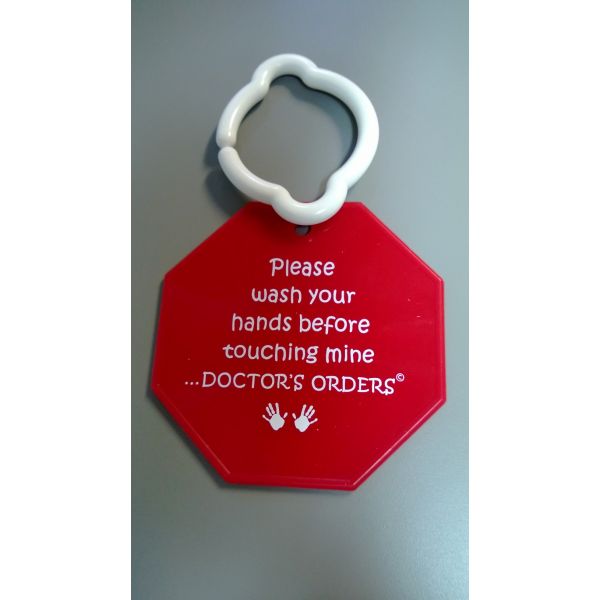 Please
wash your
hands before
touching mine
...DOCTOR'S ORDERS©